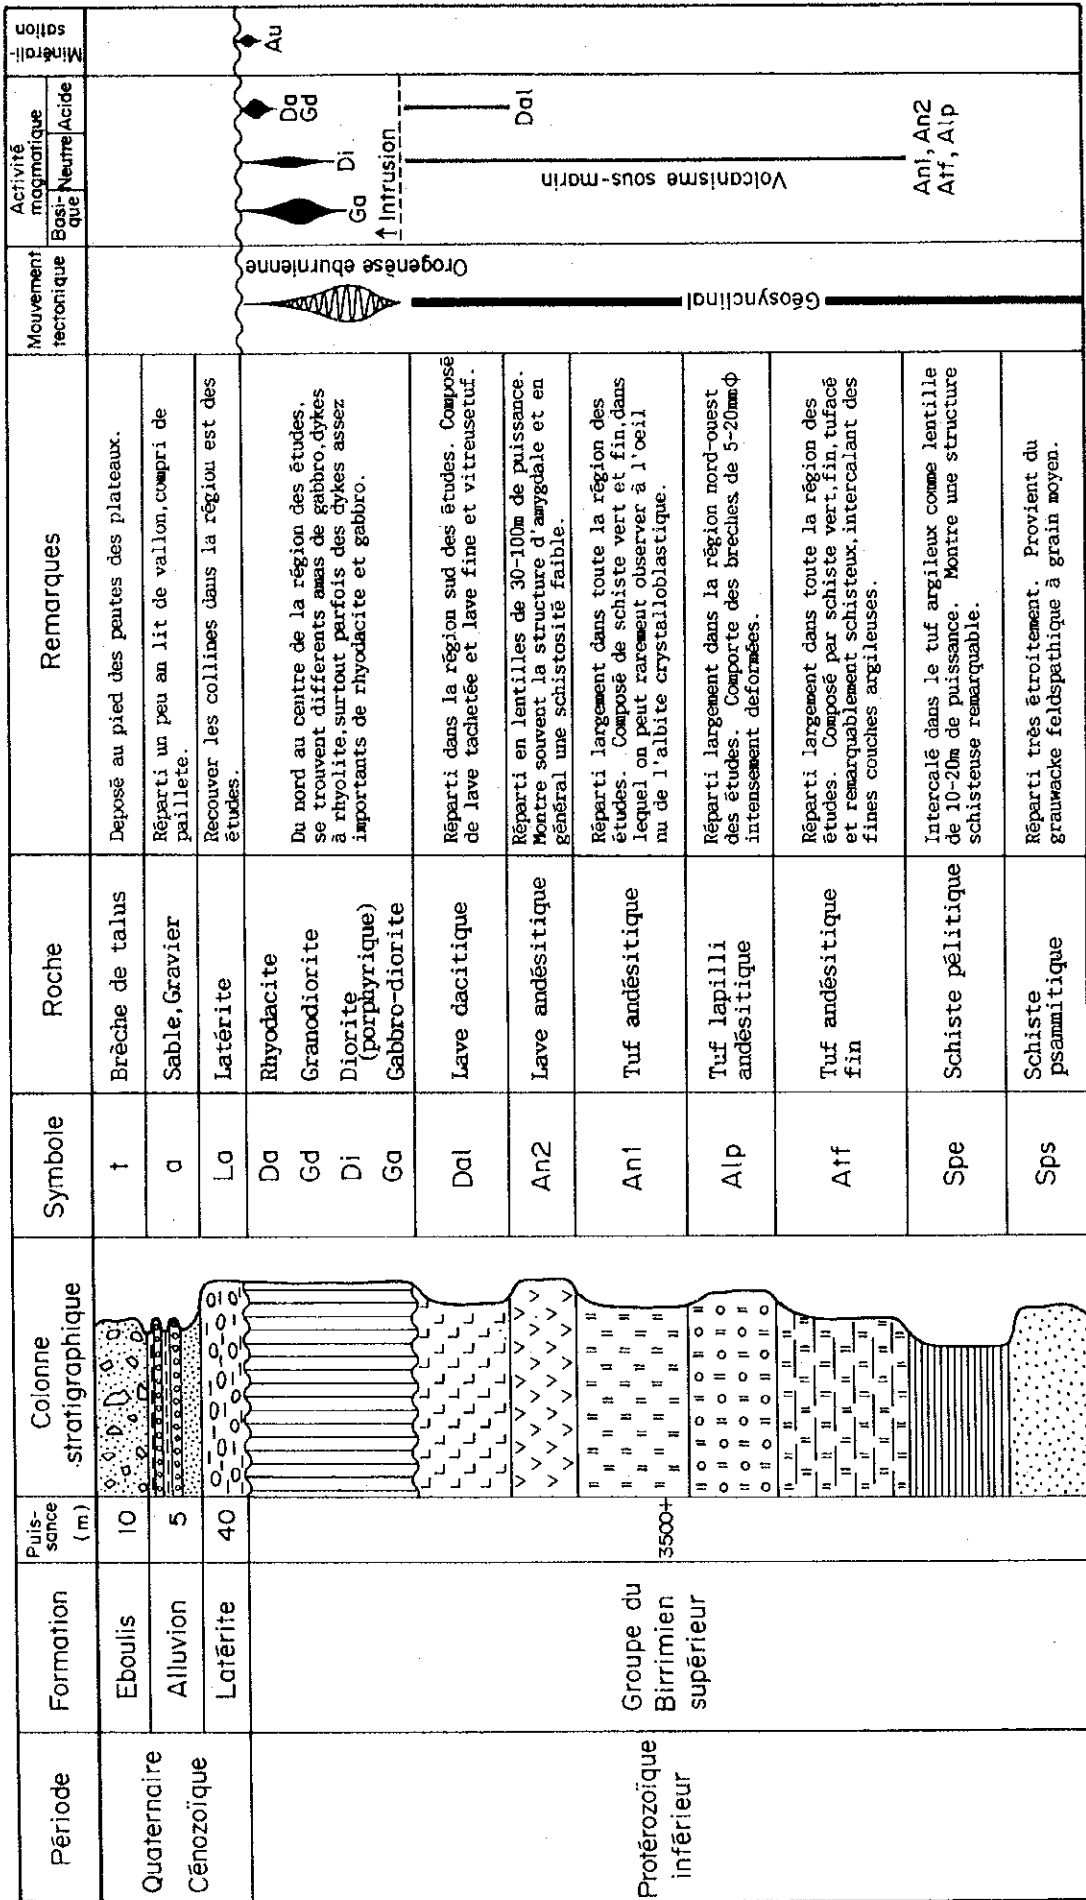 Période
Formation
Puis-
sance
(m)
Colonne
stratigraphique
Symbole
Roche
Remarques
Mouvement
tectonique
Activité
magmatique
Basi-
que
Neutre
Acide
Minérali-
sation
Quaternaire
Cénozoïque
Eboulis
10
t
Brèche de talus
Deposé au pied des peutes des plateaux.
Alluvion
5
a
Sable,Gravier
Réparti un peu an lit de vallon,compri de
paillete.
Latérite
40
La
Latérite
Recouver les collines dans la régiou est des
études.
Protérozoïque
inférieur
Groupe du
Birrimien
supérieur
3500+
Da
Rhyodacite
Gd
Granodiorite
Di
Diorite
(porphyrique)
Ga
Gabbro-diorite
Du nord au centre de la région des études,
se trouvent differents amas de gabbro,dykes
à rhyolite,surtout parfois des dykes assez
importants de rhyodacite et gabbro.
Dal
Lave dacitique
Réparti dans la région sud des études. Composé
de lave tachetée et lave fine et vitreusetuf.
An2
Lave andésitique
Réparti en lentilles de 30-100m de puissance.
Montre souvent la structure d'amygdale et en
général une schistosité faible.
An1
Tuf andésitique
Réparti largement dans toute la région des
études. Composé de schiste vert et fin,dans
lequel on peut rarement observer à l'oeil
nu de l'albite crystalloblastique.
Alp
Tuf lapilli
andésitique
Réparti largement dans la région nord-ouest
des études. Comporte des breches de 5-20mmϕ
intensement deformées.
Atf
Tuf andésitique
fin
Réparti largement dans toute la région des
études. Composé par schiste vert,fin,tufacé
et remarquablement schisteux,intercalant des
fines couches argileuses.
Spe
Schiste pélitique
Intercalé dans le tuf argileux comme lentille
de 10-20m de puissance. Montre une structure
schisteuse remarquable.
Sps
Schiste
psammitique
Réparti très étroitement. Provient du
grauwacke feldspathique à grain moyen.
Orogenèse eburnienne
Géosynclinal
Ga
Di
Da
Gd
Au
↑ Intrusion
Volcanisme sous-marin
Dal
An1, An2
Atf, Alp